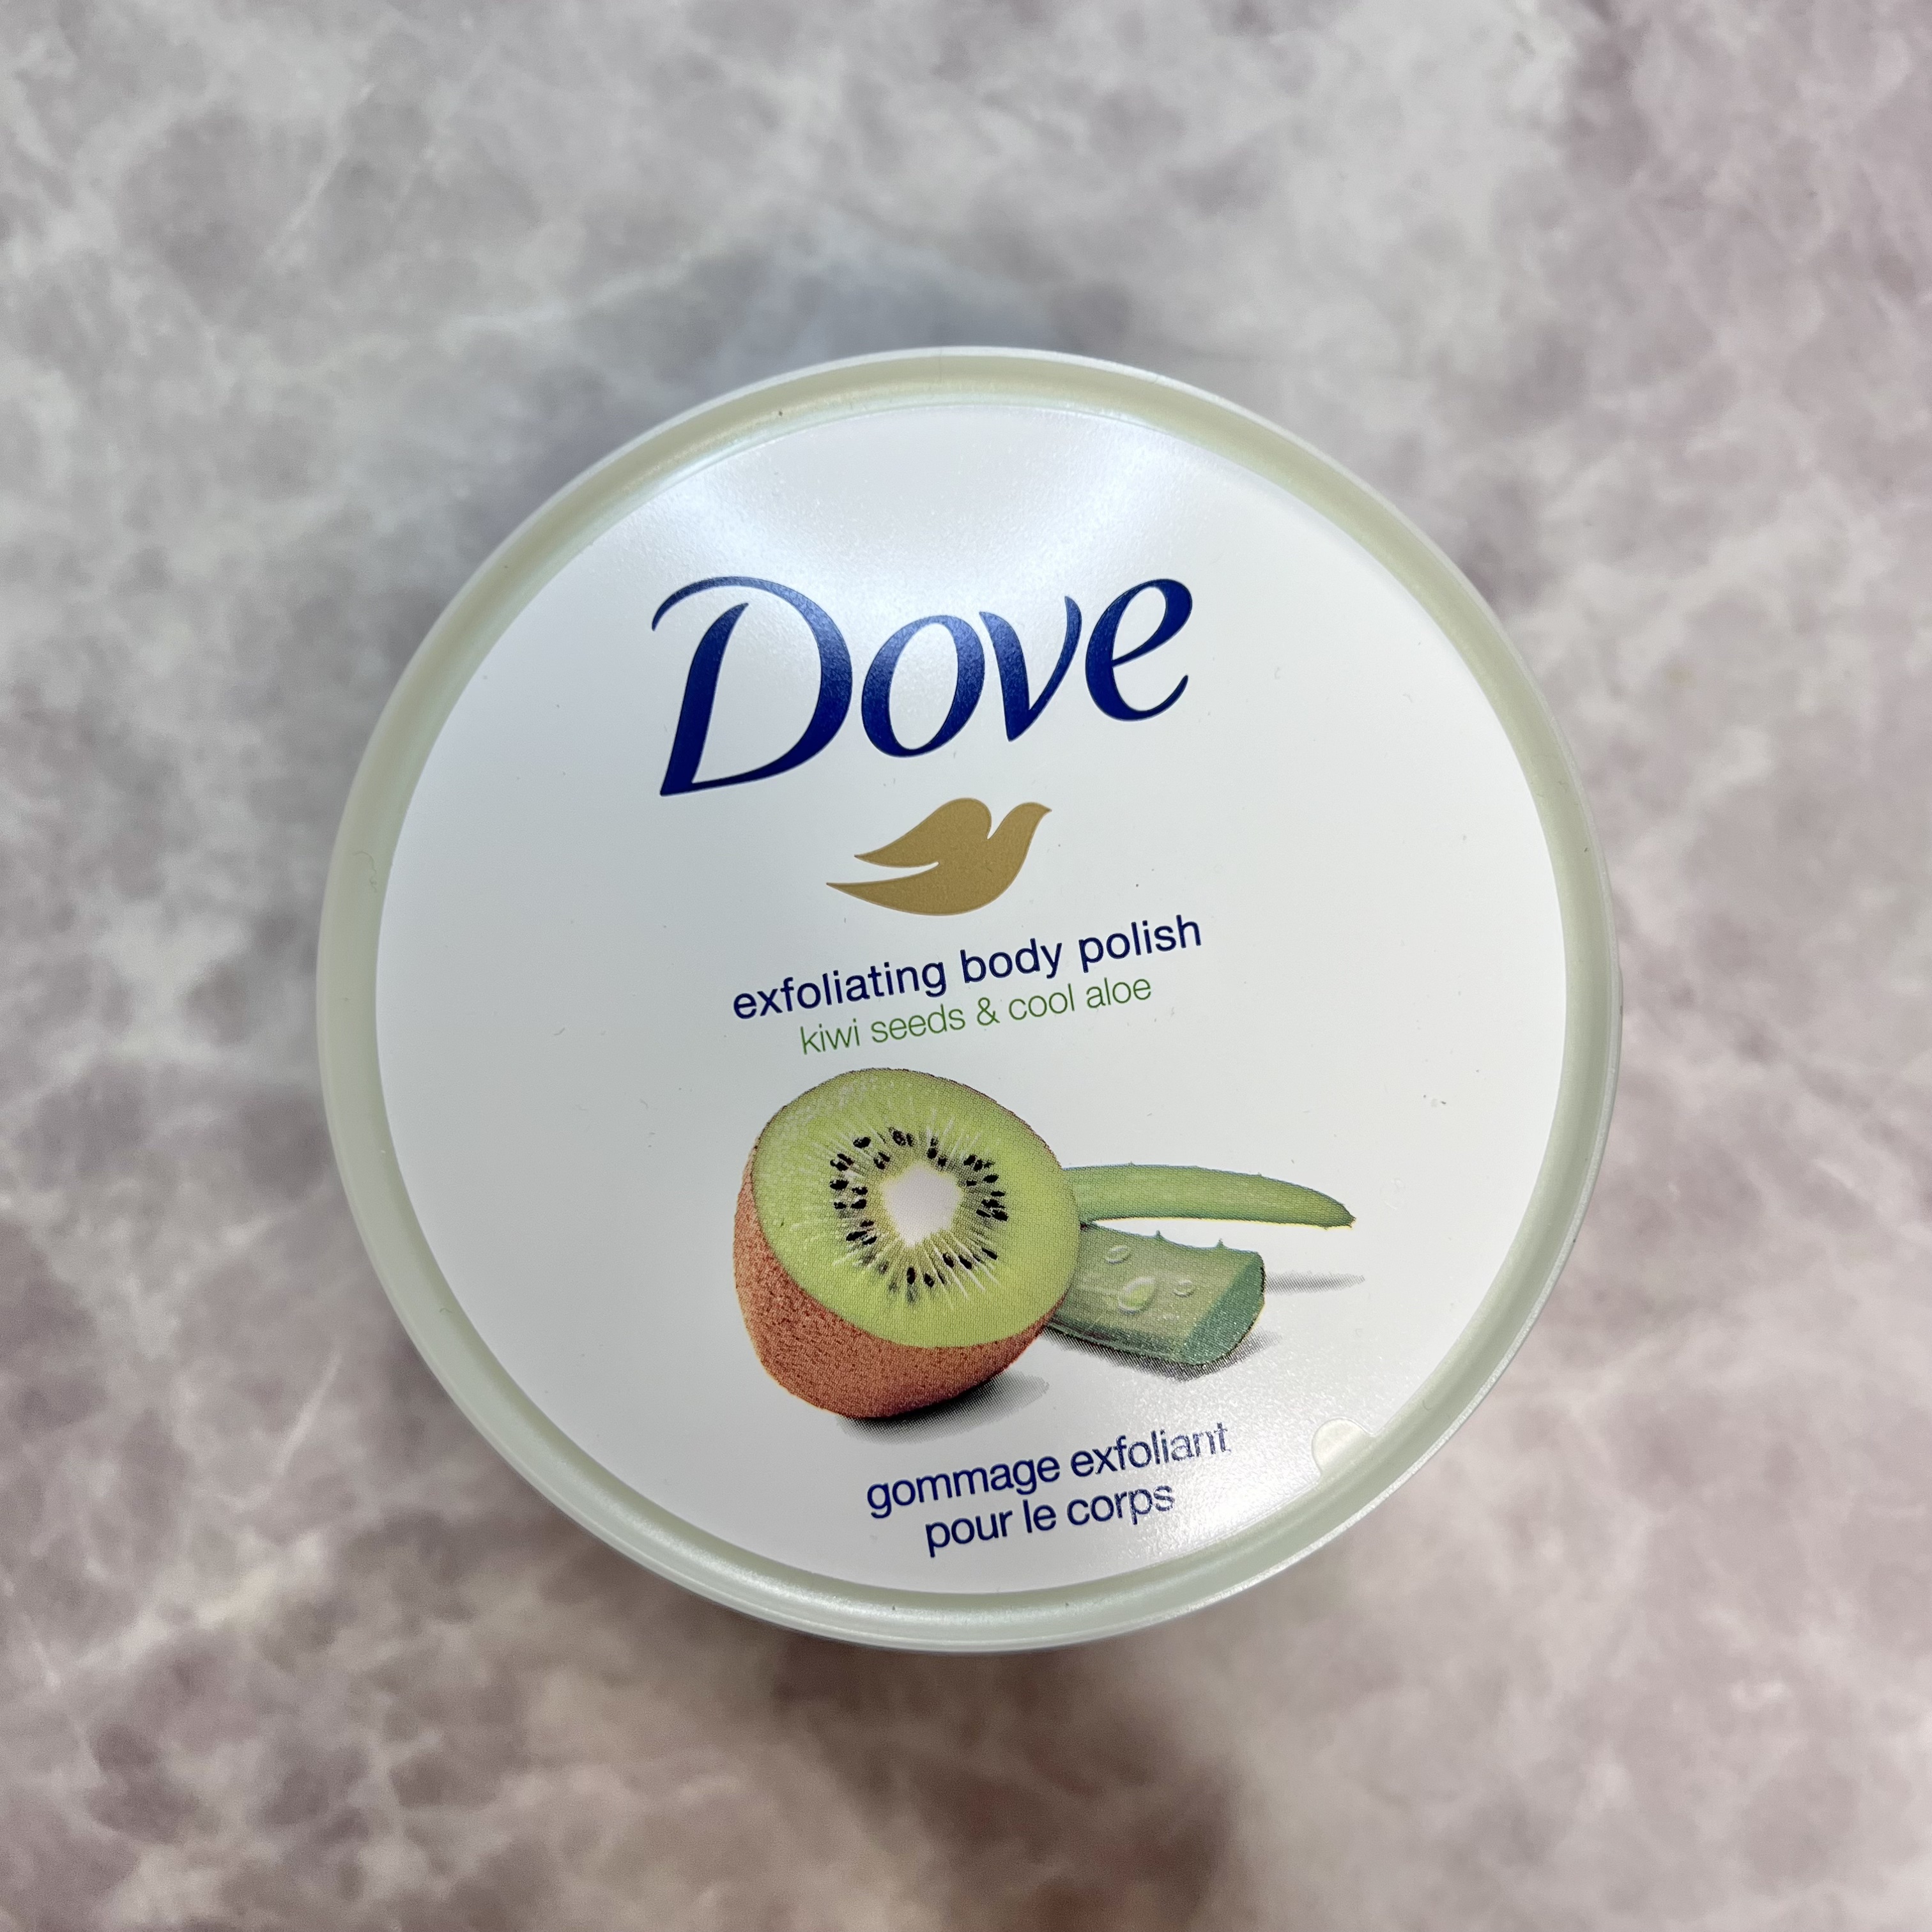 Dove
exfoliating body polish
kiwi seeds & cool aloe
gommage exfoliant
pour le corps